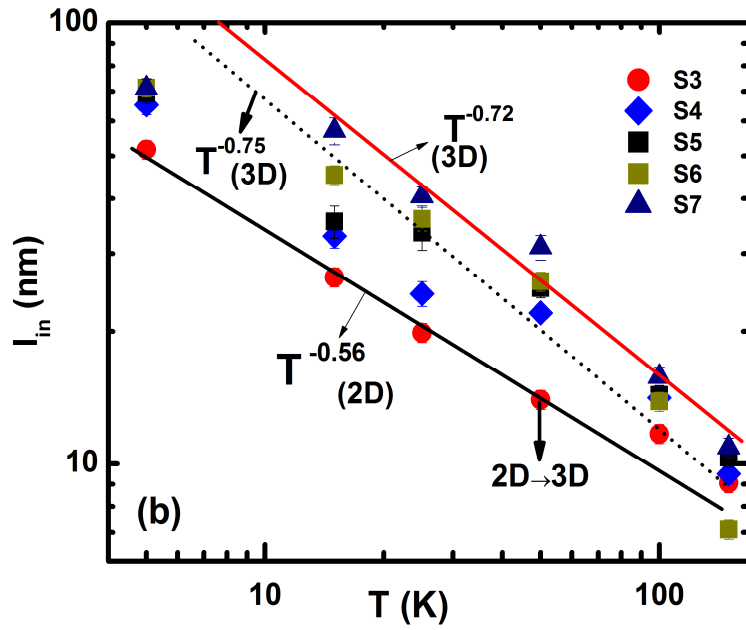 100
S3
S4
S5
S6
S7
T-0.72
(3D)
T-0.75
(3D)
lin (nm)
T-0.56
(2D)
10
2D→3D
(b)
10
100
T (K)